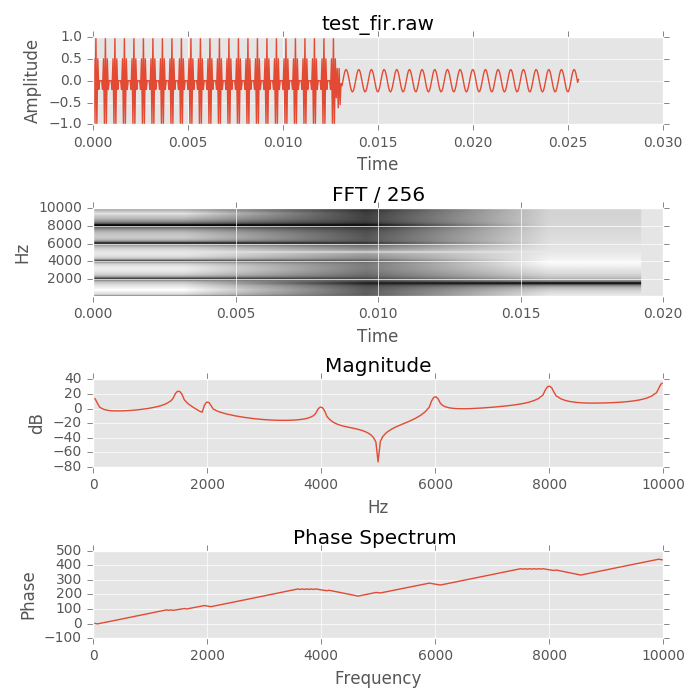 test_fir.raw
Amplitude
1.0
0.5
0.0
−0.5
−1.0
0.000 0.005 0.010 0.015 0.020 0.025 0.030
Time
FFT / 256
Hz
10000
8000
6000
4000
2000
0.000 0.005 0.010 0.015 0.020
Time
Magnitude
dB
40
20
0
−20
−40
−60
−80
0 2000 4000 6000 8000 10000
Hz
Phase Spectrum
Phase
500
400
300
200
100
0
−100
0 2000 4000 6000 8000 10000
Frequency